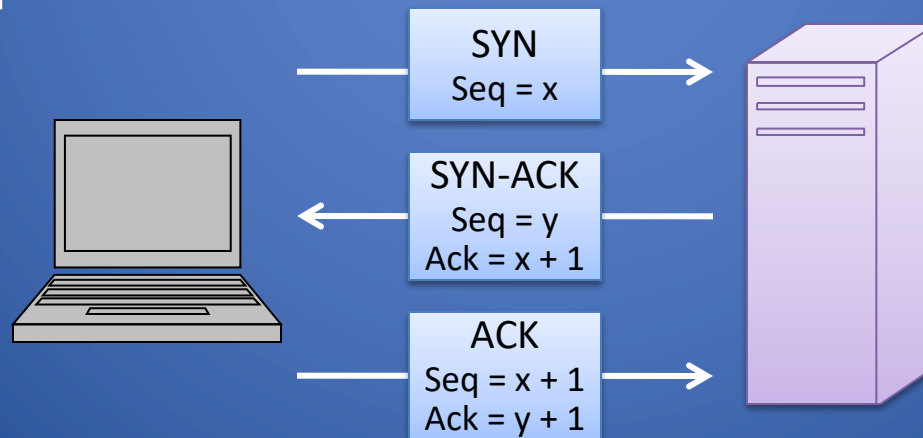 SYN
Seq = x
SYN-ACK
Seq = y
Ack = x + 1
ACK
Seq = x + 1
Ack = y + 1